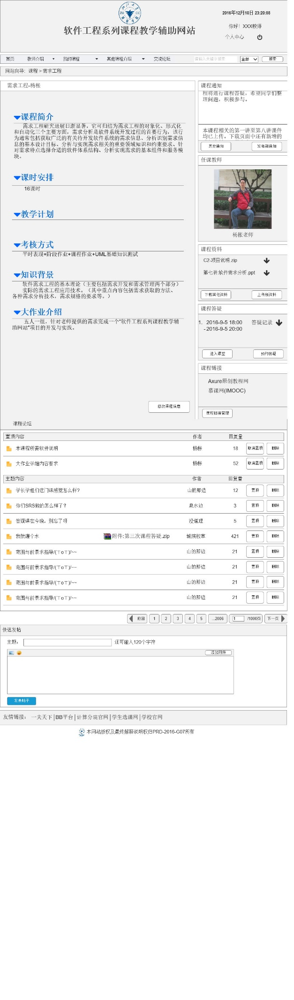 ZU CC
2016年12月10日 23:20:55
你好！XXX教师
软件工程系列课程教学辅助网站
个人中心
首页 教师介绍 我的课程 其他课程介绍 交流论坛 请输入关键字搜索 全部 搜索
网站向导: 课程 > 需求工程
需求工程-杨枨
课程简介
需求工程研究进展日渐显著，它可归结为需求工程的对象化、形式化
和自动化三个主要方面，需求分析是软件系统开发过程的首要行为，该行
为通常包括获取广泛的有关待开发软件系统的需求信息、分析识别需求信
息的基本设计目标、分析与实现需求相关的重要领域知识和约束要求、针
对需求特点选择合适的软件体系结构、分析实现需求的基本组件和服务模
块。
课时安排
16课时
教学计划
考核方式
平时表现+阶段作业+课程作业+UML基础知识测试
知识背景
软件需求工程的基本理论（主要包括需求开发和需求管理两个部分）
实际的需求工程应用技术。（其中重点内容包括需求获取的方法、
各种需求分析技术，需求规格的要求等。）
大作业介绍
五人一组，针对老师提供的需求完成一个“软件工程系列课程教学辅
助网站”项目的开发与实践。
修改课程信息
课程通知
程将进行课程答疑，希望同学们整
理问题，积极参与。
本课程相关的第一讲至第八讲课件
均已上传。下载页面中还有新增的
历史通知 发布新通知
任课教师
杨枨老师
课程资料
C2-项目说明.zip
第七讲:软件需求分析.ppt
下载其他资料 上传新资料
课程答疑
1. 2016-9-5 18:00 答疑记录
- 2016-9-5 20:00
进入课堂 预约答疑
课程链接
Axure原创教程网
慕课网(IMOOC)
课程链接管理
课程论坛
置顶内容 作者 回复量
本课程所需软件说明 杨枨 18 取消置顶 删除
大作业详细内容要求 杨枨 52 取消置顶 删除
主题内容 作者 回复量
学长学姐们这门课感觉怎么样? 山的那边 12 置顶 删除
你们SRS做的怎么样了? 泉水边 3 置顶 删除
答疑课在今晚，别忘了呀 没道理 5 置顶 删除
我就灌个水 附件:第三次课程答疑.zip 城院校草 421 置顶 删除
范围与前景求指导/(ToT)/~~ 山的那边 21 置顶 删除
范围与前景求指导/(ToT)/~~ 山的那边 21 置顶 删除
范围与前景求指导/(ToT)/~~ 山的那边 21 置顶 删除
范围与前景求指导/(ToT)/~~ 山的那边 21 置顶 删除
返回 1 2 3 4 5 ...2006 1 /1000页 下一页
快速发帖
主题: 还可输入120个字符
添加附件
发表帖子
友情链接: 一夫天下|BB平台|计算分院官网|学生选课网|学校官网
本网站版权及最终解释说明权归PRD-2016-G07所有